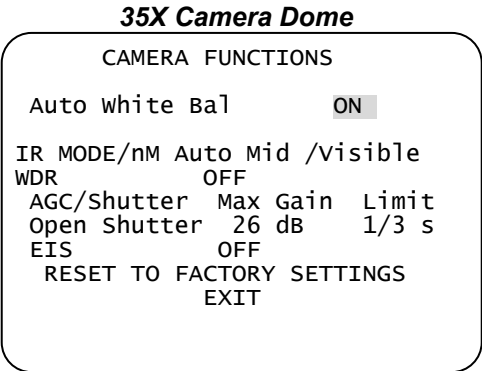 35X Camera Dome
CAMERA FUNCTIONS
Auto White Bal ON
IR MODE/nM Auto Mid /Visible
WDR OFF
AGC/Shutter Max Gain Limit
Open Shutter 26 dB 1/3 s
EIS OFF
RESET TO FACTORY SETTINGS
EXIT